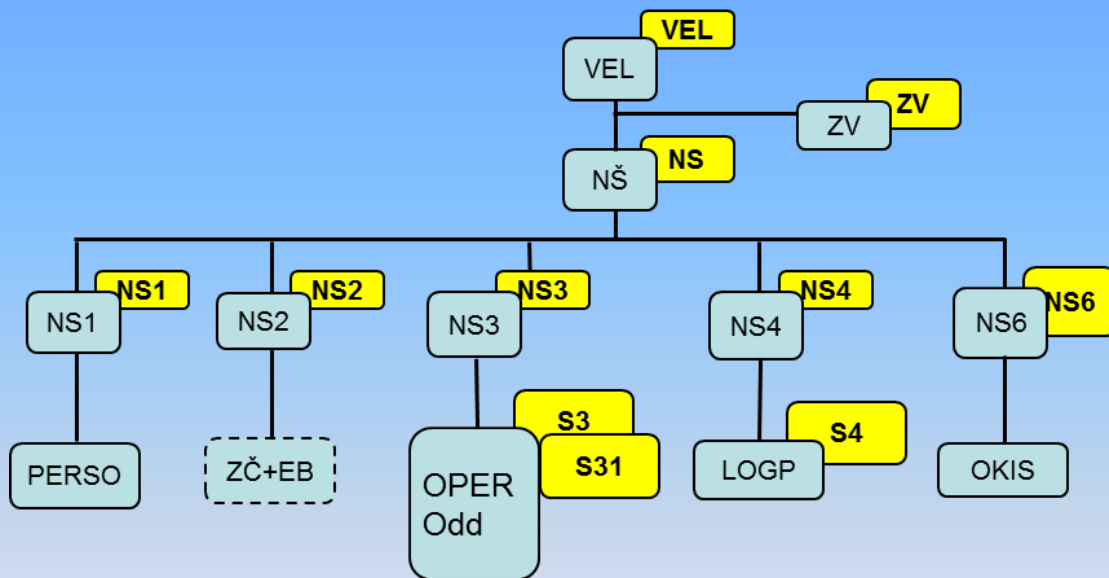 VEL
VEL
ZV
ZV
NS
NŠ
NS1
NS1
NS2
NS2
NS3
NS3
NS4
NS4
NS6
NS6
PERSO
ZČ+EB
S3
S31
OPER
Odd
S4
LOGP
OKIS